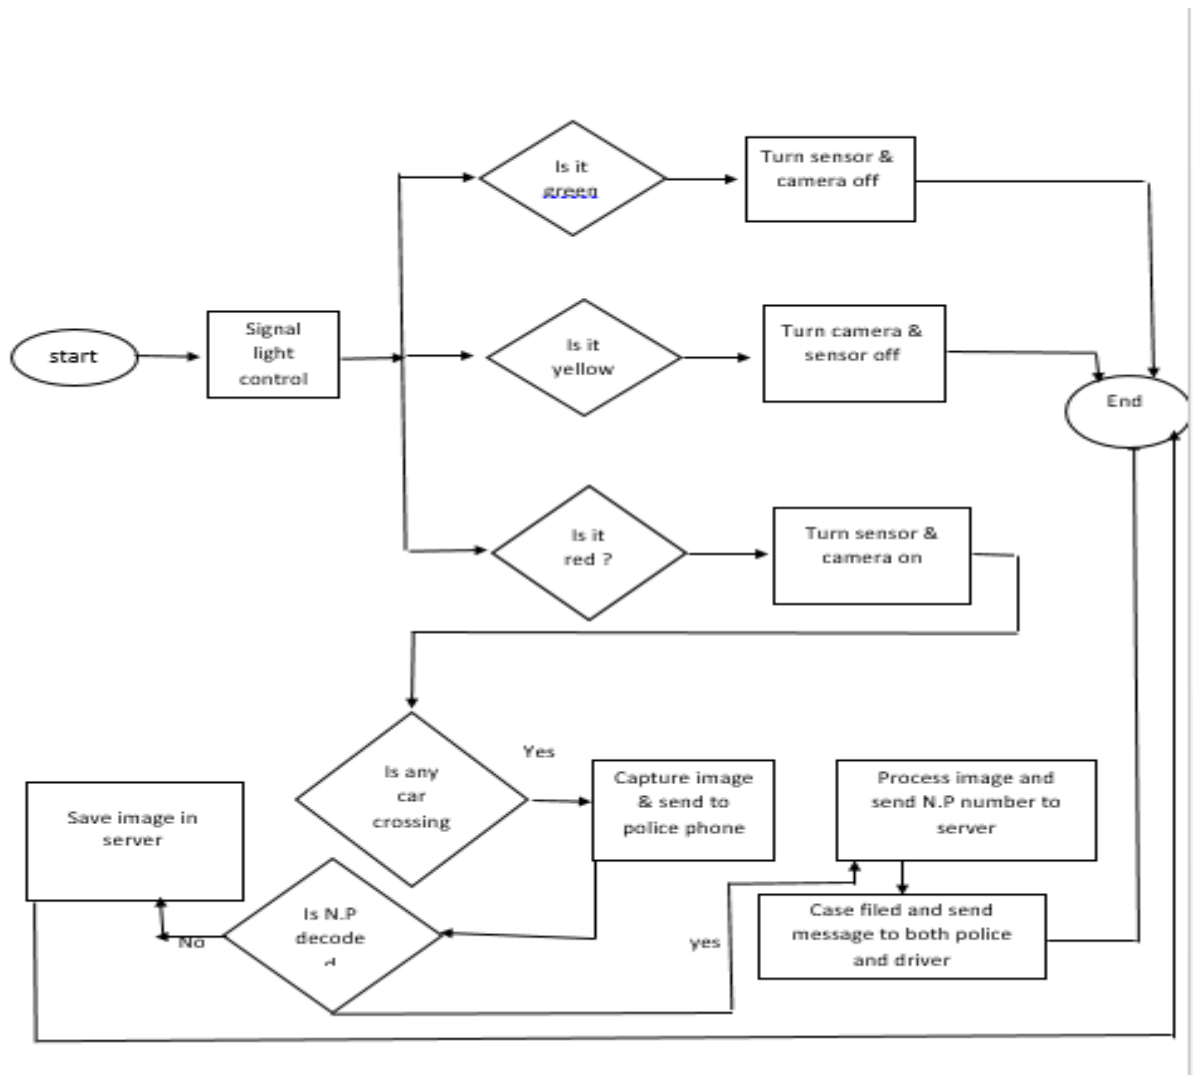 Is it
green
Turn sensor &
camera off
start
Signal
light
control
Is it
yellow
Turn camera &
sensor off
End
Is it
red ?
Turn sensor &
camera on
Is any
car
crossing
Yes
Capture image
& send to
police phone
Process image and
send N.P number to
server
Save image in
server
Is N.P
decode
d
No
yes
Case filed and send
message to both police
and driver